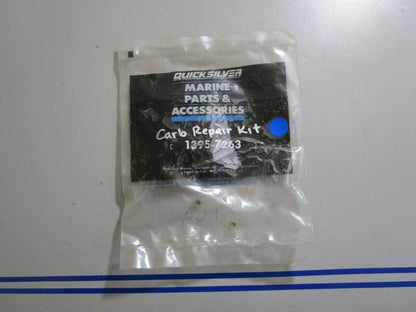 QUICKSILVER
MARINE
PARTS &
ACCESSORIES
Carb Repair Kit
1395-7263